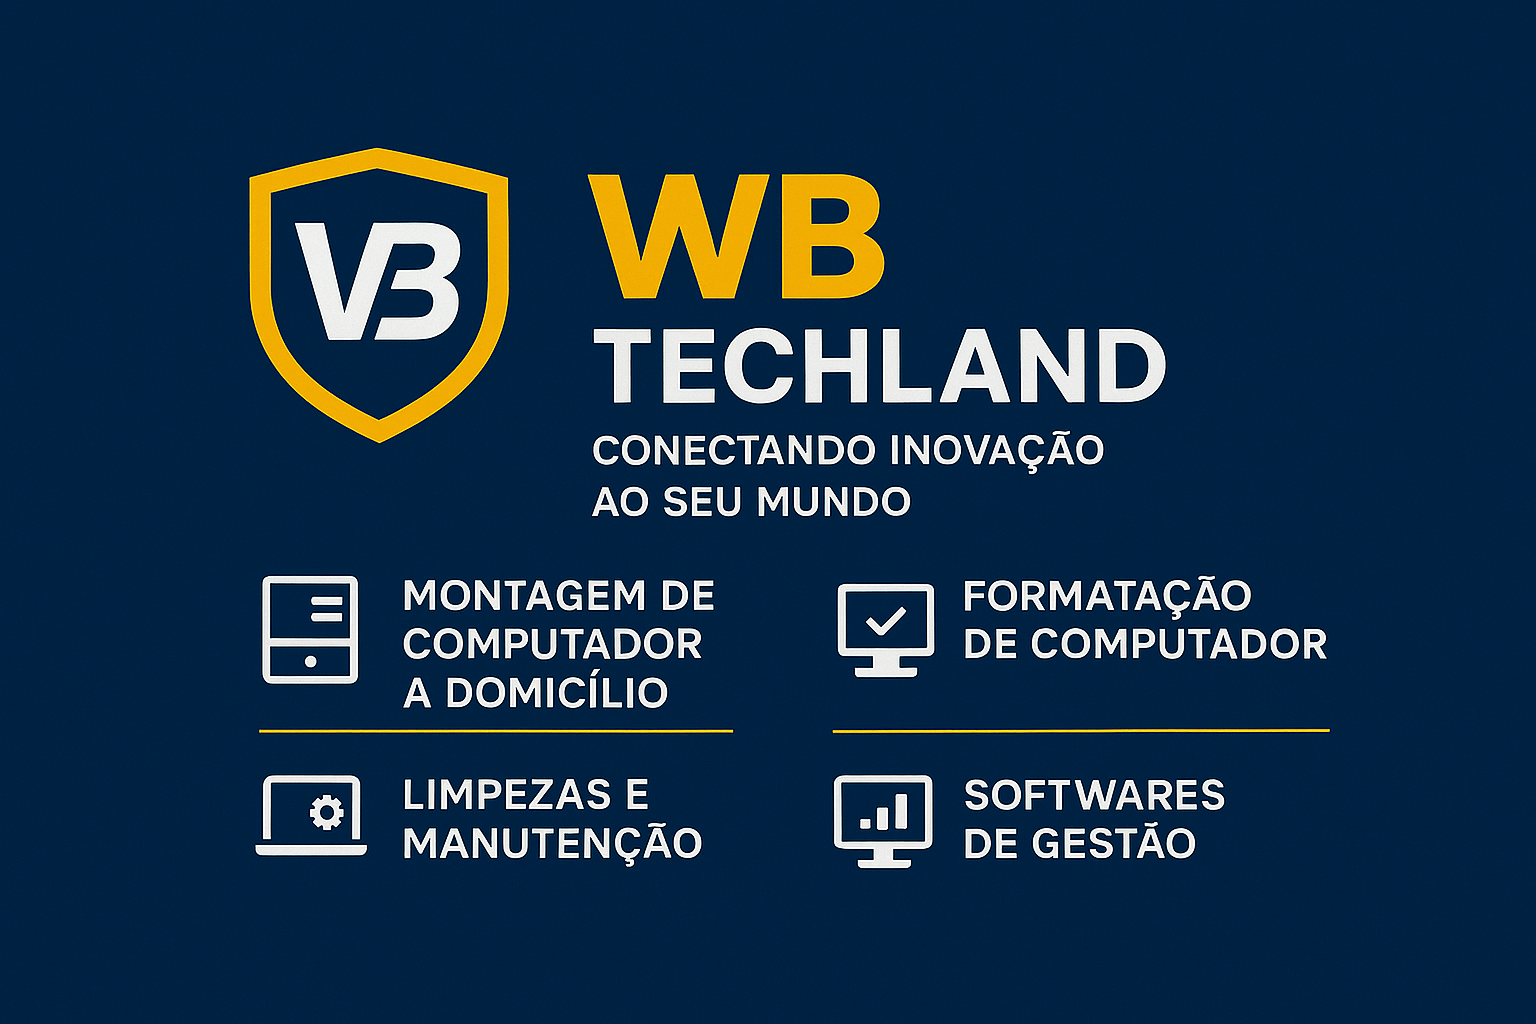 VB
WB
TECHLAND
CONECTANDO INOVAÇÃO
AO SEU MUNDO
MONTAGEM DE
COMPUTADOR
A DOMICÍLIO
FORMATAÇÃO
DE COMPUTADOR
LIMPEZAS E
MANUTENÇÃO
SOFTWARES
DE GESTÃO